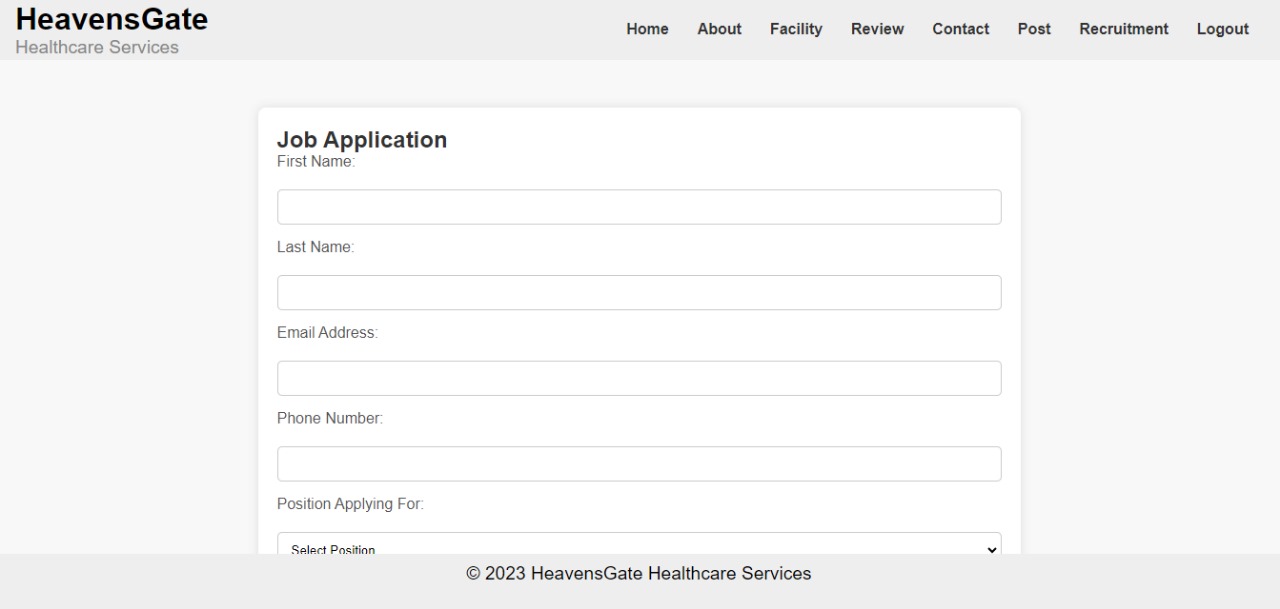 HeavensGate
Healthcare Services
Home About Facility Review Contact Post Recruitment Logout
Job Application
First Name:
Last Name:
Email Address:
Phone Number:
Position Applying For:
Select Position
© 2023 HeavensGate Healthcare Services